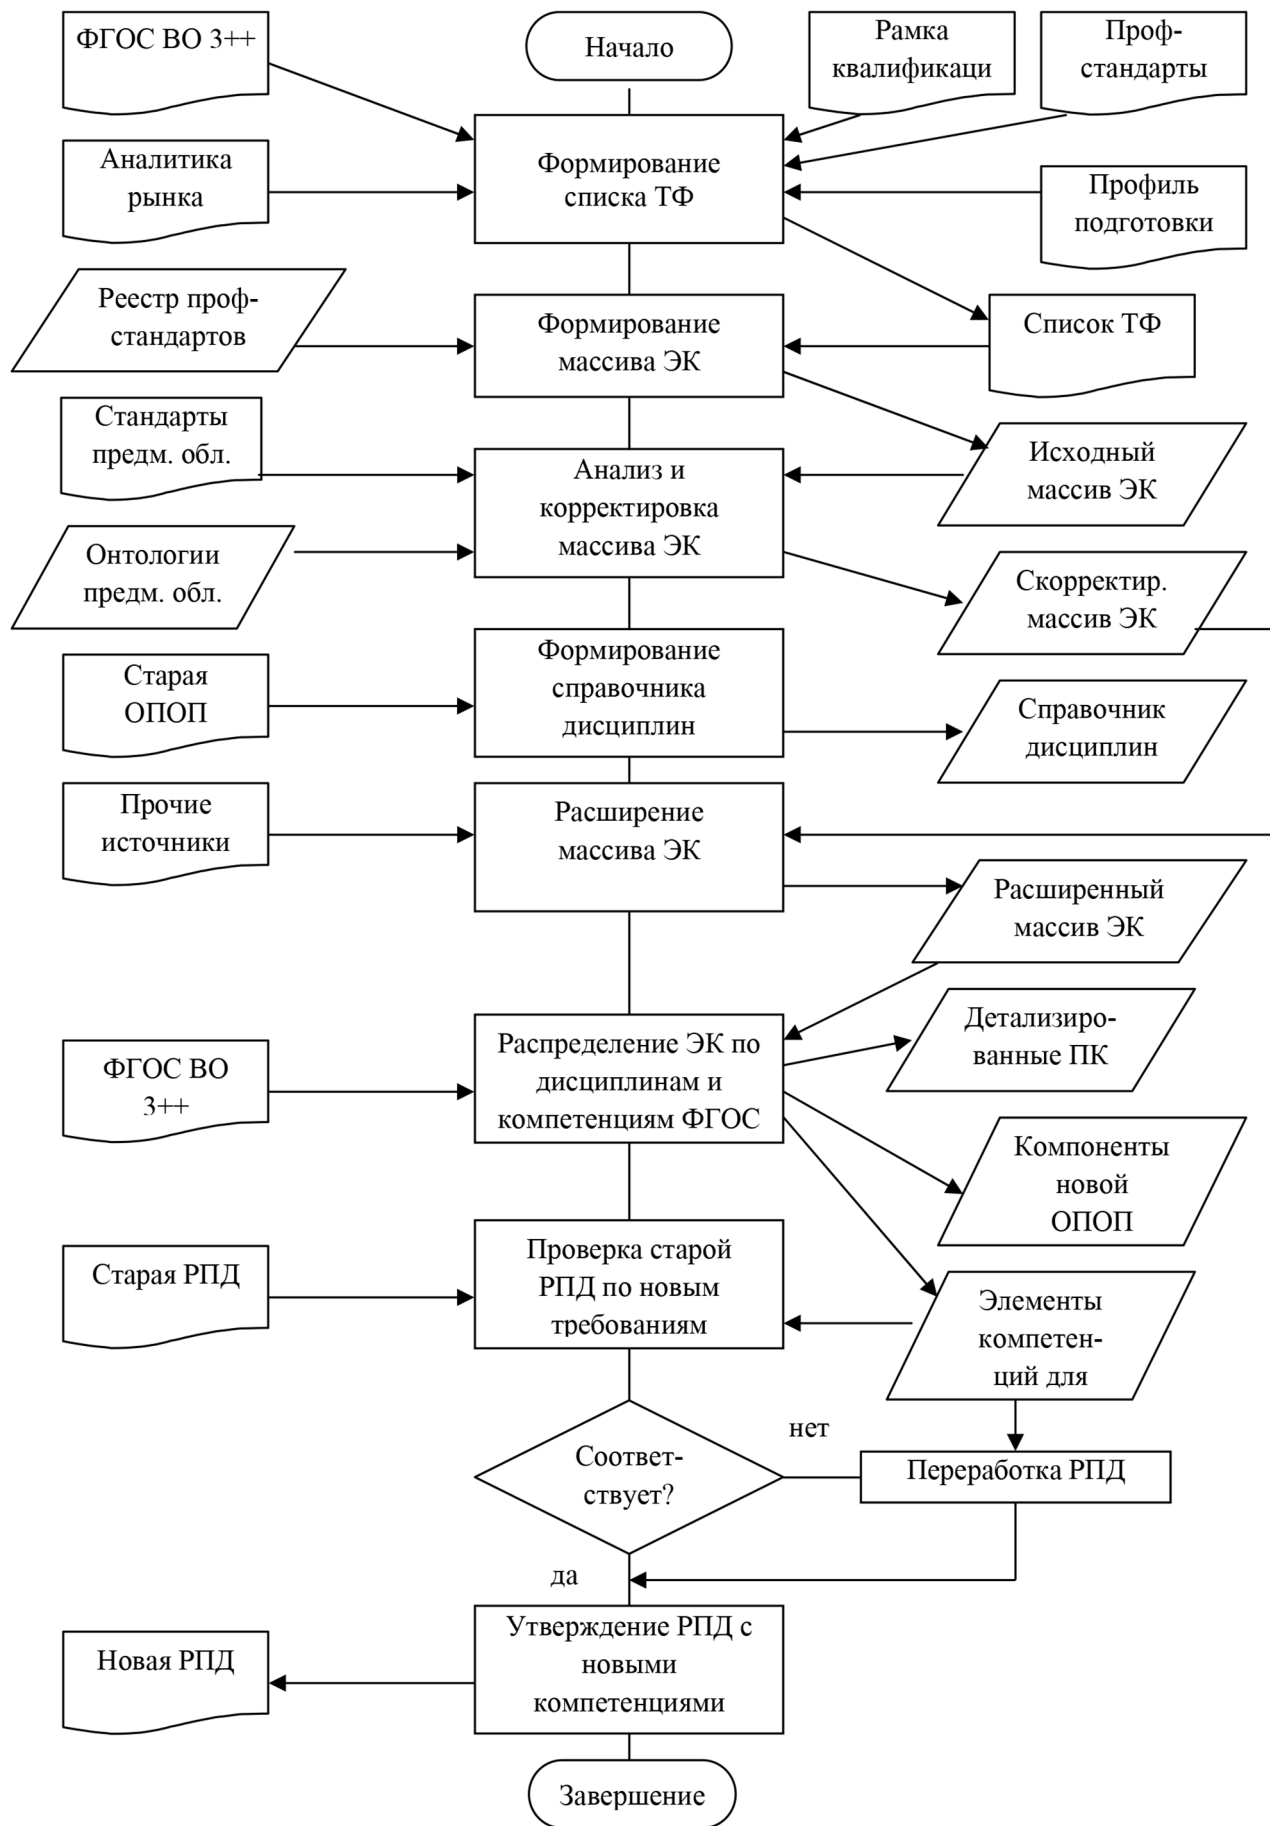 ФГОС ВО 3++
Начало
Рамка
квалификаци
Проф-
стандарты
Аналитика
рынка
Формирование
списка ТФ
Профиль
подготовки
Реестр проф-
стандартов
Формирование
массива ЭК
Список ТФ
Стандарты
предм. обл.
Анализ и
корректировка
массива ЭК
Исходный
массив ЭК
Онтологии
предм. обл.
Скорректир.
массив ЭК
Старая
ОПОП
Формирование
справочника
дисциплин
Справочник
дисциплин
Прочие
источники
Расширение
массива ЭК
Расширенный
массив ЭК
ФГОС ВО
3++
Распределение ЭК по
дисциплинам и
компетенциям ФГОС
Детализиро-
ванные ПК
Компоненты
новой
ОПОП
Старая РПД
Проверка старой
РПД по новым
требованиям
Элементы
компетен-
ций для
Соответ-
ствует?
нет
Переработка РПД
да
Новая РПД
Утверждение РПД с
новыми
компетенциями
Завершение